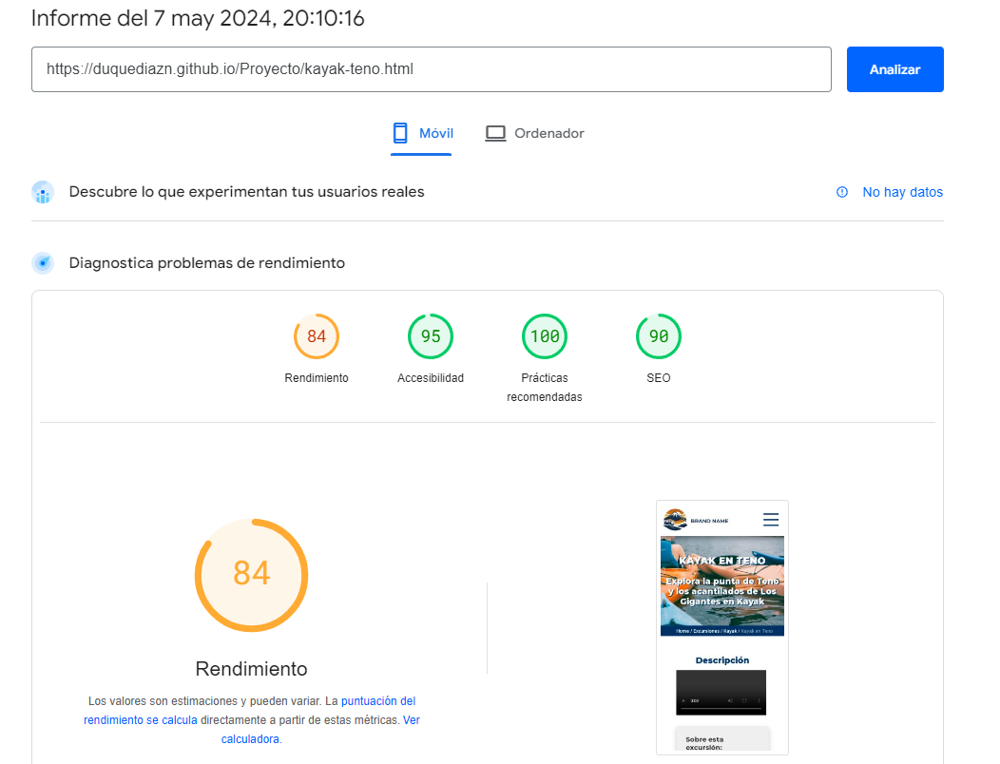 Informe del 7 may 2024, 20:10:16
https://duquediazn.github.io/Proyecto/kayak-teno.html
Analizar
Móvil
Ordenador
Descubre lo que experimentan tus usuarios reales
No hay datos
Diagnostica problemas de rendimiento
84
95
100
90
Rendimiento
Accesibilidad
Prácticas
recomendadas
SEO
84
Rendimiento
Los valores son estimaciones y pueden variar. La puntuación del
rendimiento se calcula directamente a partir de estas métricas. Ver
calculadora.
BRAND NAME
KAYAK EN TENO
Explora la punta de Teno
y los acantilados de Los
Gigantes en Kayak
Home / Excursiones / Kayak / Kayak en Teno
Descripción
Sobre esta
excursión: